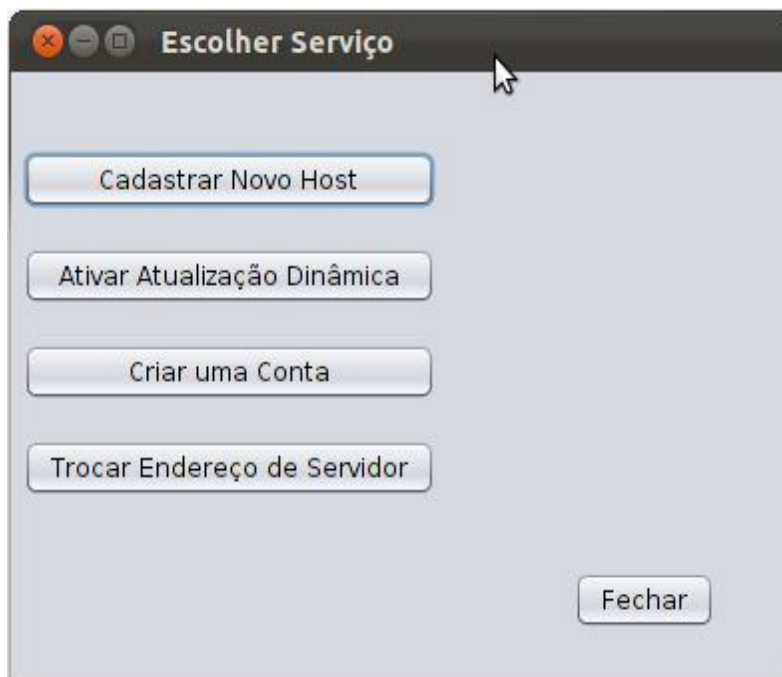 Escolher Serviço
Cadastrar Novo Host
Ativar Atualização Dinâmica
Criar uma Conta
Trocar Endereço de Servidor
Fechar